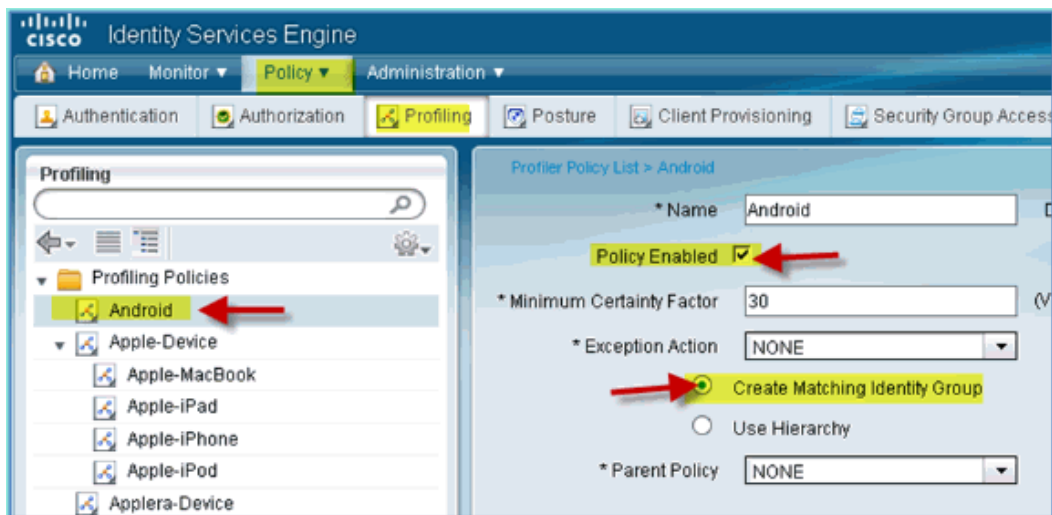 CISCO Identity Services Engine
Home Monitor ▼ Policy ▼ Administration ▼
Authentication Authorization Profiling Posture Client Provisioning Security Group Access
Profiling
Profiling Policies
Android
Apple-Device
Apple-MacBook
Apple-iPad
Apple-iPhone
Apple-iPod
Applera-Device
Profiler Policy List > Android
* Name Android D
Policy Enabled
* Minimum Certainty Factor 30 (V
* Exception Action NONE
Create Matching Identity Group
Use Hierarchy
* Parent Policy NONE